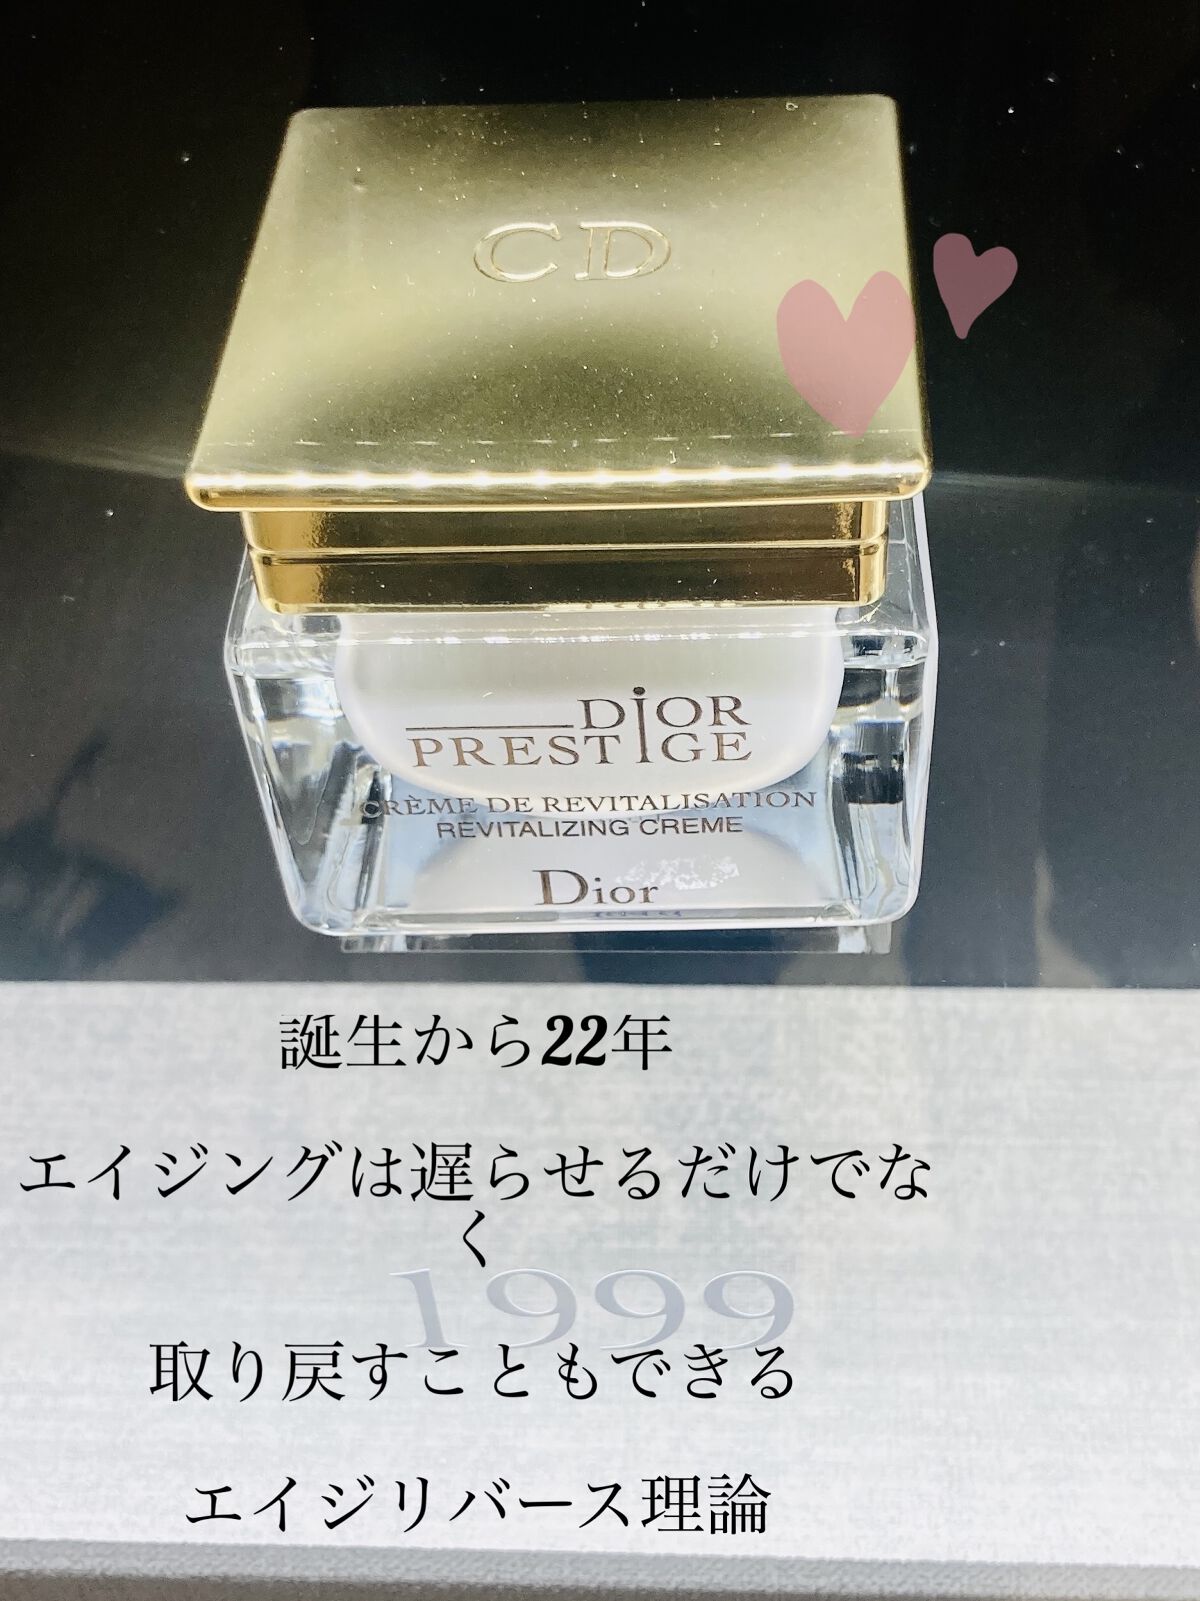 CD
DIOR
PRESTIGE
CRÈME DE REVITALISATION
REVITALIZING CREME
Dior
誕生から22年
エイジングは遅らせるだけでな
く
1999
取り戻すこともできる
エイジリバース理論